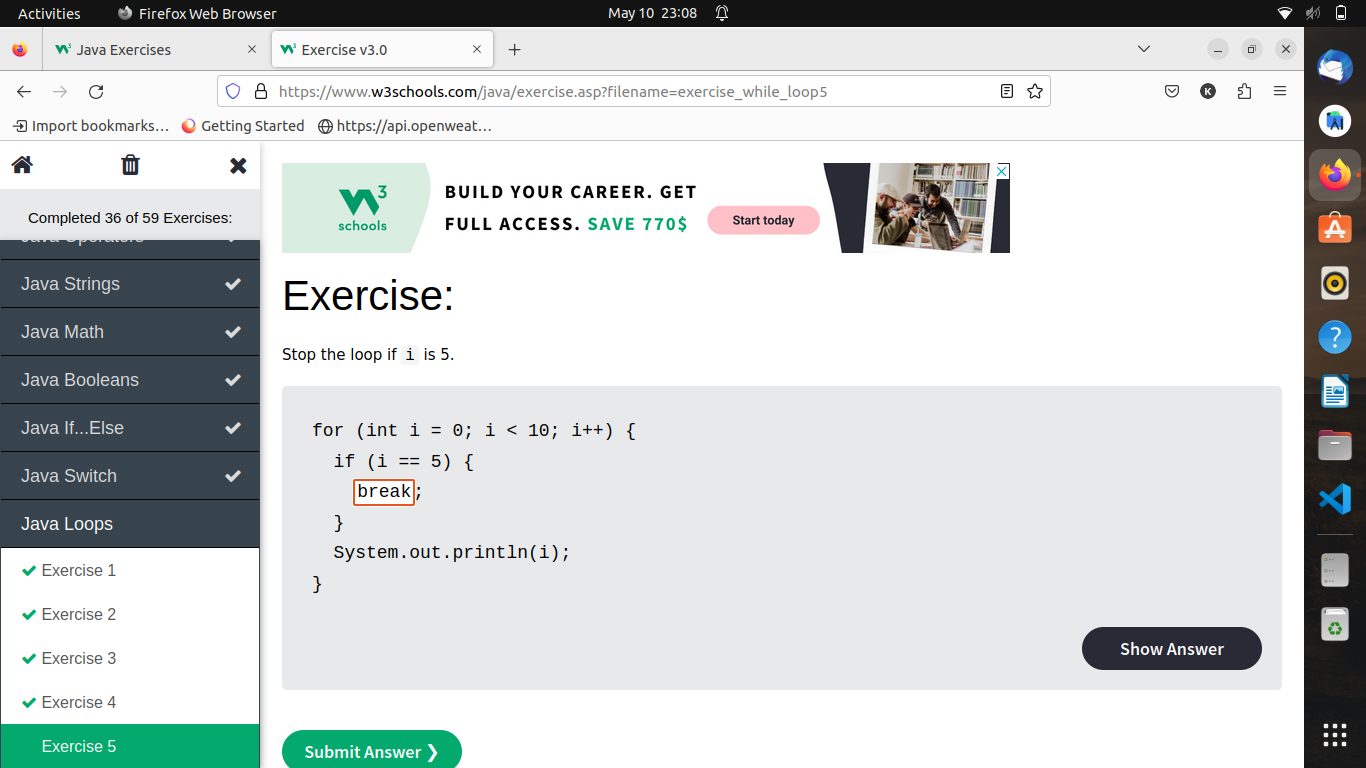 Activities
Firefox Web Browser
May 10 23:08
Java Exercises
Exercise v3.0
https://www.w3schools.com/java/exercise.asp?filename=exercise_while_loop5
K
Import bookmarks…
Getting Started
https://api.openweat…
Completed 36 of 59 Exercises:
Java Operators
Java Strings
Java Math
Java Booleans
Java If...Else
Java Switch
Java Loops
Exercise 1
Exercise 2
Exercise 3
Exercise 4
Exercise 5
W3
schools
BUILD YOUR CAREER. GET
FULL ACCESS. SAVE 770$
Start today
Exercise:
Stop the loop if i is 5.
for (int i = 0; i < 10; i++) {
if (i == 5) {
break;
}
System.out.println(i);
}
Show Answer
Submit Answer ❯